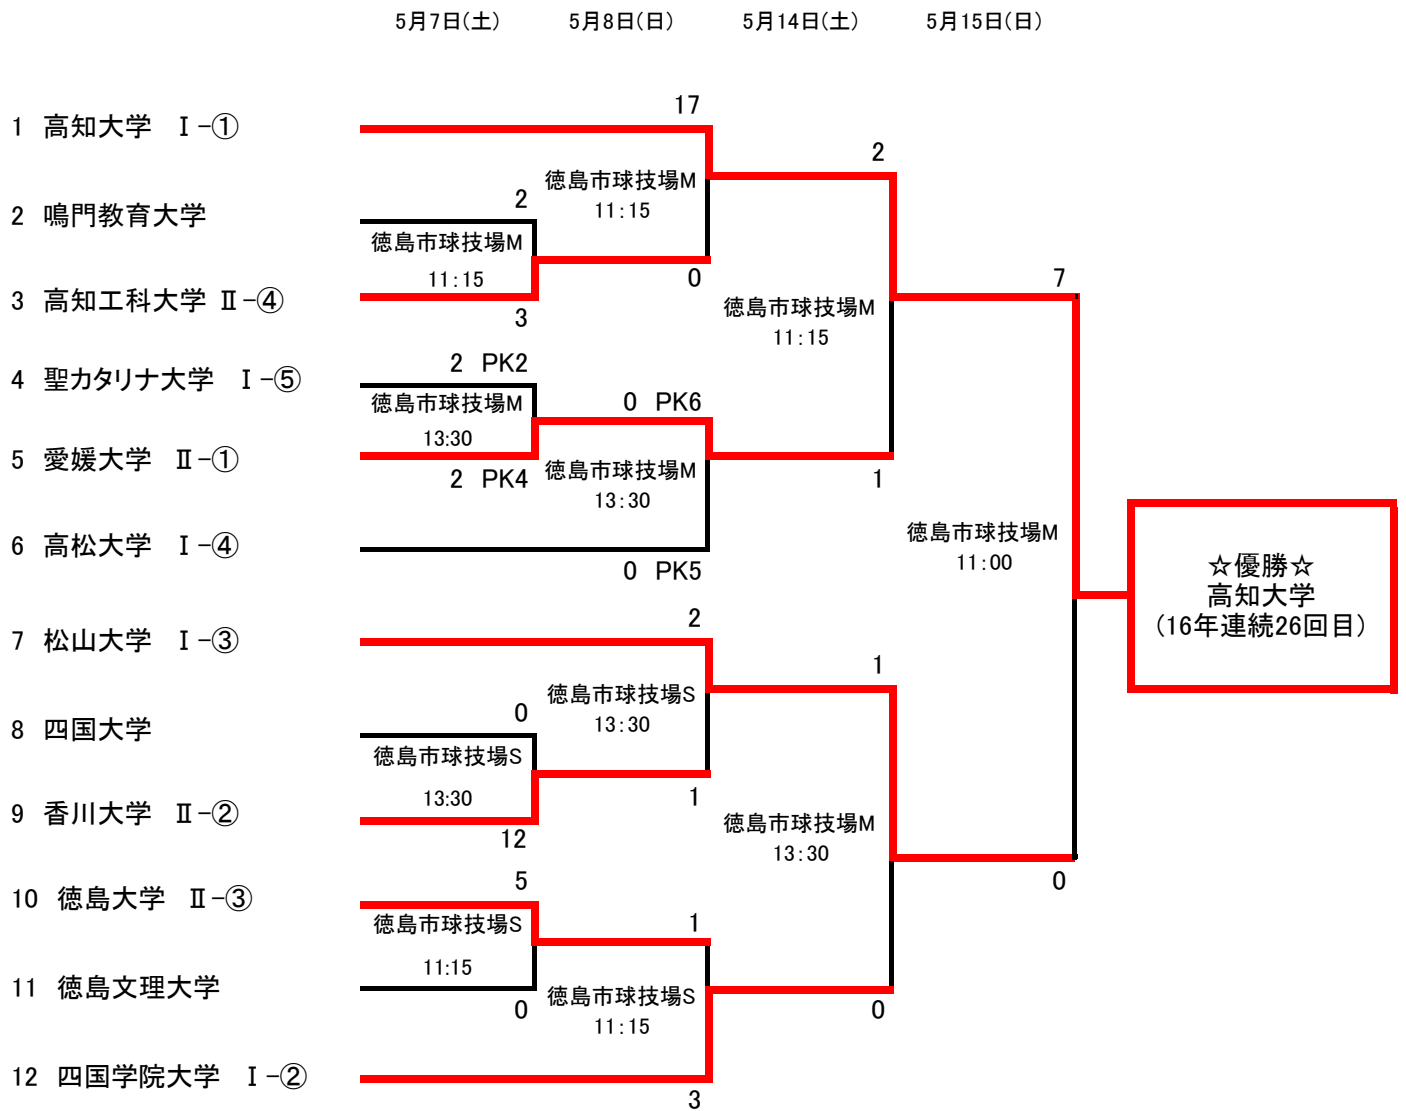 5月7日(土) 5月8日(日) 5月14日(土) 5月15日(日)
17
1 高知大学 Ⅰ-①
2
徳島市球技場M
11:15
2
2 鳴門教育大学
徳島市球技場M
11:15
0
7
3 高知工科大学 Ⅱ-④
3
徳島市球技場M
11:15
2 PK2
4 聖カタリナ大学 Ⅰ-⑤
徳島市球技場M
13:30
0 PK6
5 愛媛大学 Ⅱ-①
2 PK4
徳島市球技場M
13:30
1
徳島市球技場M
11:00
6 高松大学 Ⅰ-④
0 PK5
☆優勝☆
高知大学
(16年連続26回目)
2
7 松山大学 Ⅰ-③
1
徳島市球技場S
13:30
0
8 四国大学
徳島市球技場S
13:30
1
9 香川大学 Ⅱ-②
12
徳島市球技場M
13:30
5
0
10 徳島大学 Ⅱ-③
徳島市球技場S
11:15
1
11 徳島文理大学
0
徳島市球技場S
11:15
0
12 四国学院大学 Ⅰ-②
3